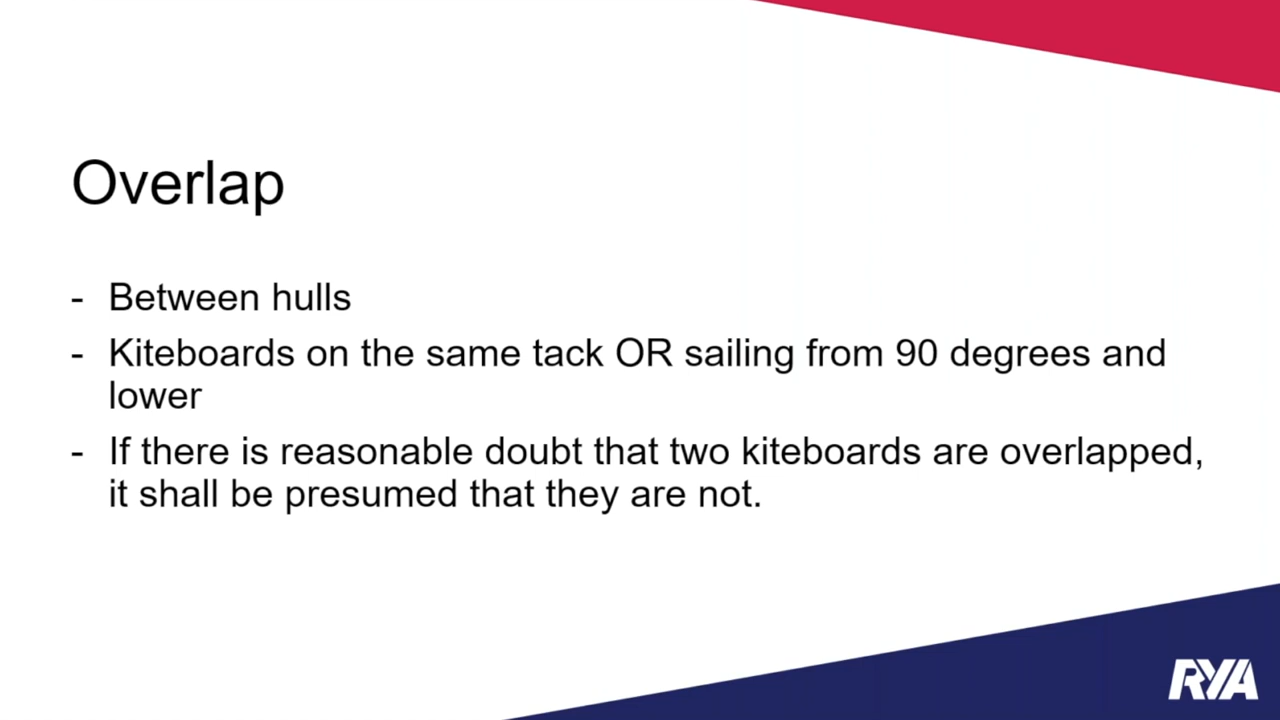 Overlap
- Between hulls
- Kiteboards on the same tack OR sailing from 90 degrees and
lower
- If there is reasonable doubt that two kiteboards are overlapped,
it shall be presumed that they are not.
RYA